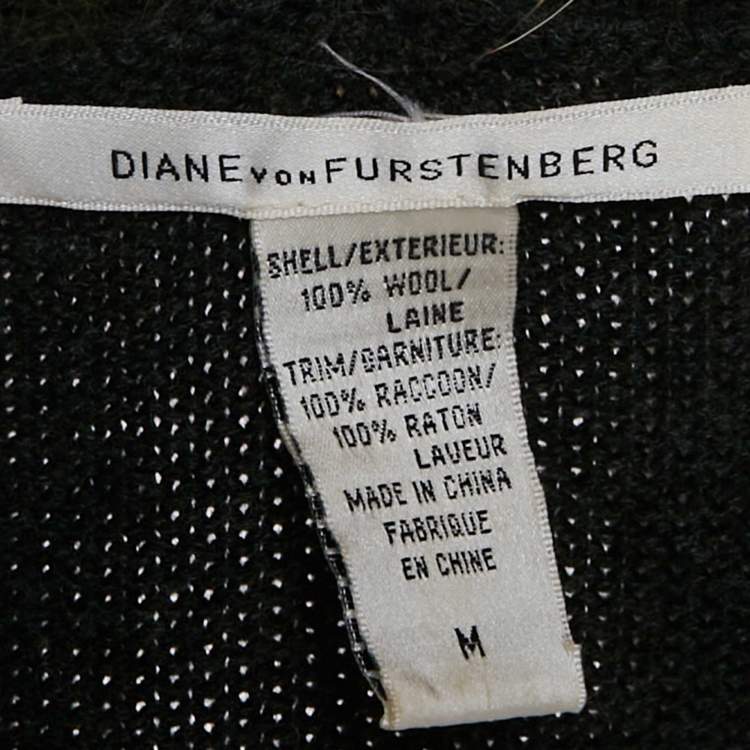 DIANE VON FURSTENBERG
SHELL/EXTERIEUR:
100% WOOL/
LAINE
TRIM/GARNITURE:
100% RACCOON/
100% RATON
LAVEUR
MADE IN CHINA
FABRIQUE
EN CHINE
M